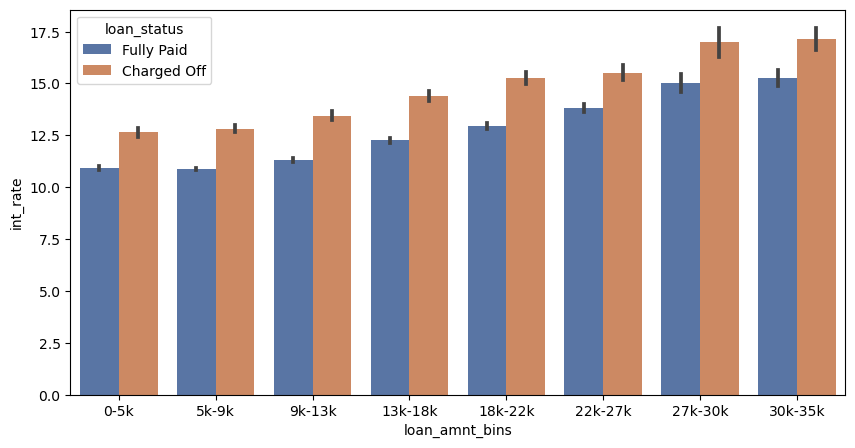 loan_status
Fully Paid
Charged Off
17.5
15.0
12.5
10.0
7.5
5.0
2.5
0.0
int_rate
0-5k 5k-9k 9k-13k 13k-18k 18k-22k 22k-27k 27k-30k 30k-35k
loan_amnt_bins